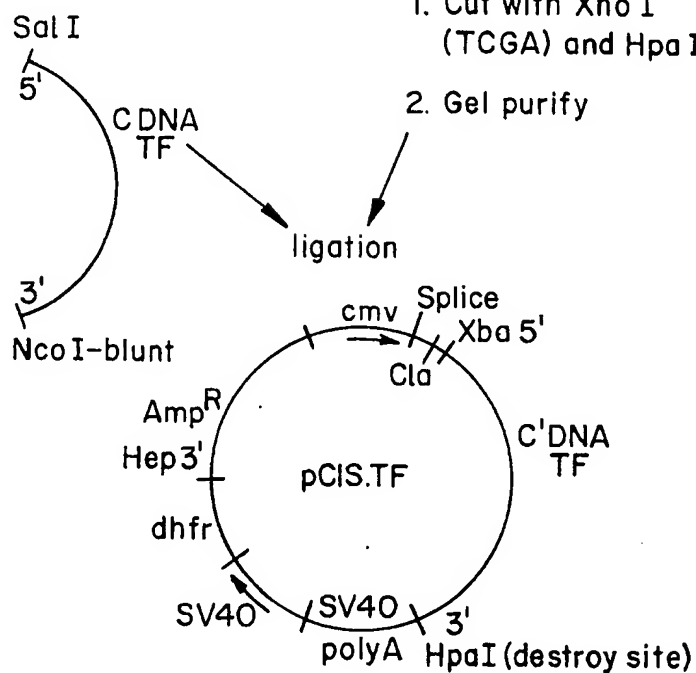 Sal I
5'
1. Cut with Xho I
(TCGA) and Hpa I
CDNA
TF
2. Gel purify
ligation
3'
Nco I-blunt
cmv
Splice
Xba 5'
Cla
Amp R
Hep 3'
C'DNA
TF
pCIS.TF
dhfr
SV40
SV40
polyA
3'
HpaI (destroy site)